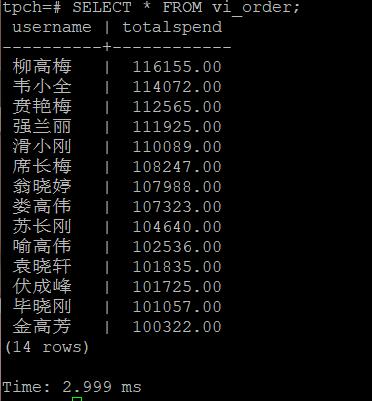 tpch=# SELECT * FROM vi_order;
username | totalspend
----------+------------
柳高梅 | 116155.00
韦小全 | 114072.00
贲艳梅 | 112565.00
强兰丽 | 111925.00
滑小刚 | 110089.00
席长梅 | 108247.00
翁晓婷 | 107988.00
娄高伟 | 107323.00
苏长刚 | 104640.00
喻高伟 | 102536.00
袁晓轩 | 101835.00
伏成峰 | 101725.00
毕晓刚 | 101057.00
金高芳 | 100322.00
(14 rows)
Time: 2.999 ms